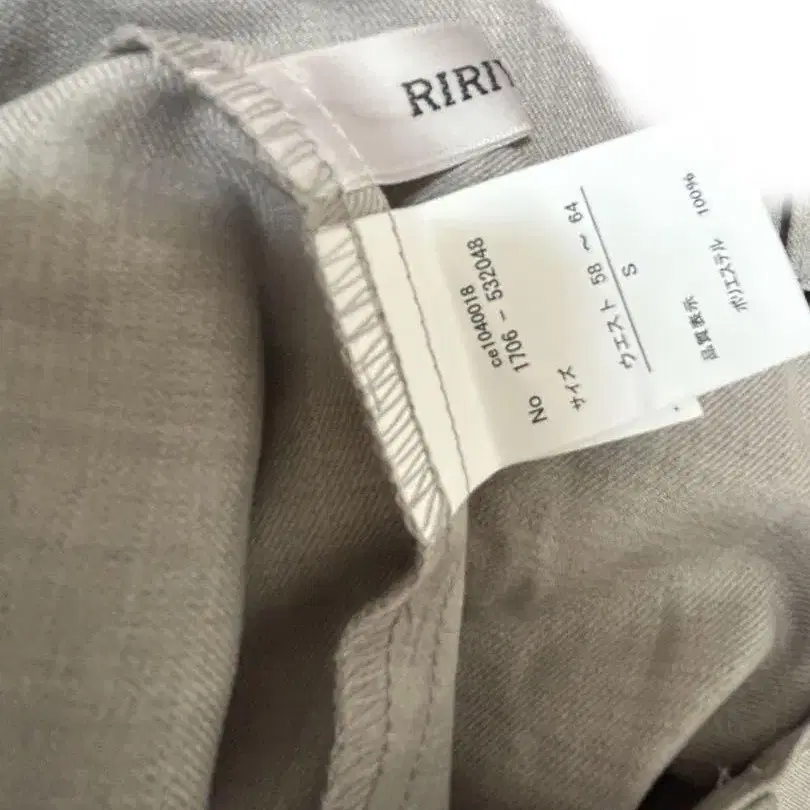 RIRI
ce1040018
No 1706 - 532048
サイズ
ウエスト 58 ～ 64
S
品質表示
ポリエステル 100%